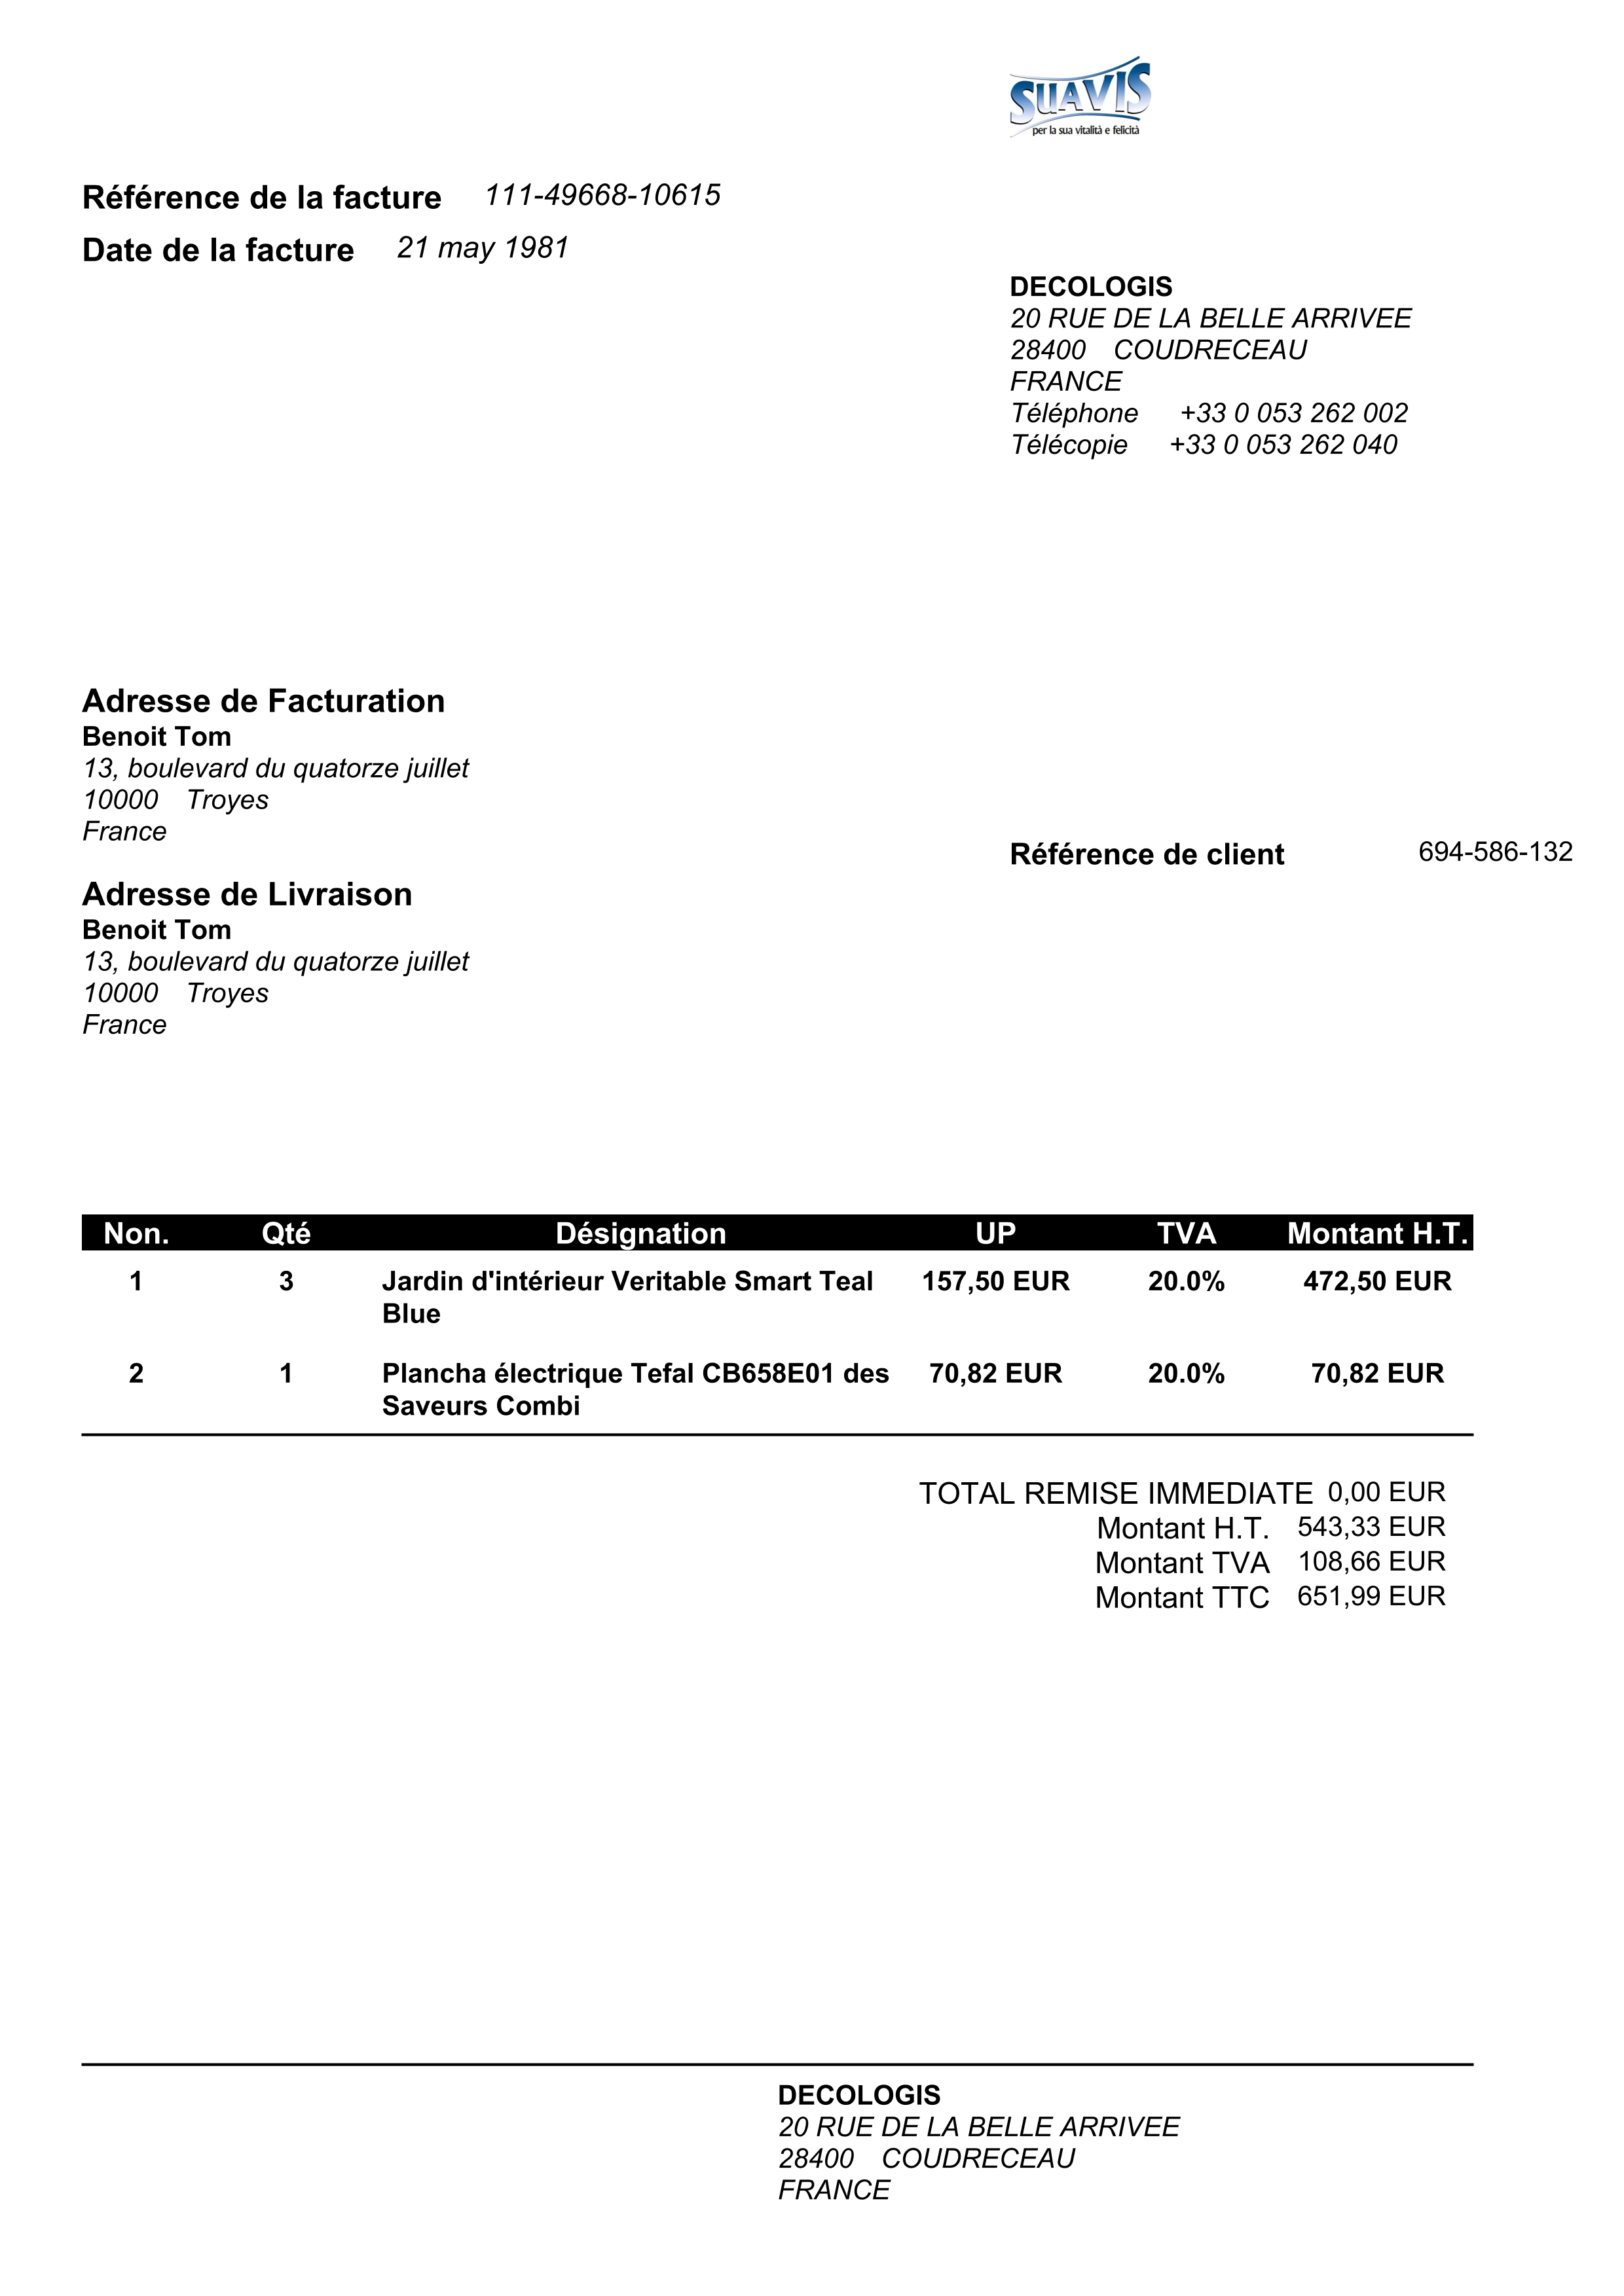 SUAVIS
per la sua vitalità e felicità
Référence de la facture 111-49668-10615
Date de la facture 21 may 1981
DECOLOGIS
20 RUE DE LA BELLE ARRIVEE
28400 COUDRECEAU
FRANCE
Téléphone +33 0 053 262 002
Télécopie +33 0 053 262 040
Adresse de Facturation
Benoit Tom
13, boulevard du quatorze juillet
10000 Troyes
France
Référence de client 694-586-132
Adresse de Livraison
Benoit Tom
13, boulevard du quatorze juillet
10000 Troyes
France
Non. Qté Désignation UP TVA Montant H.T.
1 3 Jardin d'intérieur Veritable Smart Teal 157,50 EUR 20.0% 472,50 EUR
Blue
2 1 Plancha électrique Tefal CB658E01 des 70,82 EUR 20.0% 70,82 EUR
Saveurs Combi
TOTAL REMISE IMMEDIATE 0,00 EUR
Montant H.T. 543,33 EUR
Montant TVA 108,66 EUR
Montant TTC 651,99 EUR
DECOLOGIS
20 RUE DE LA BELLE ARRIVEE
28400 COUDRECEAU
FRANCE